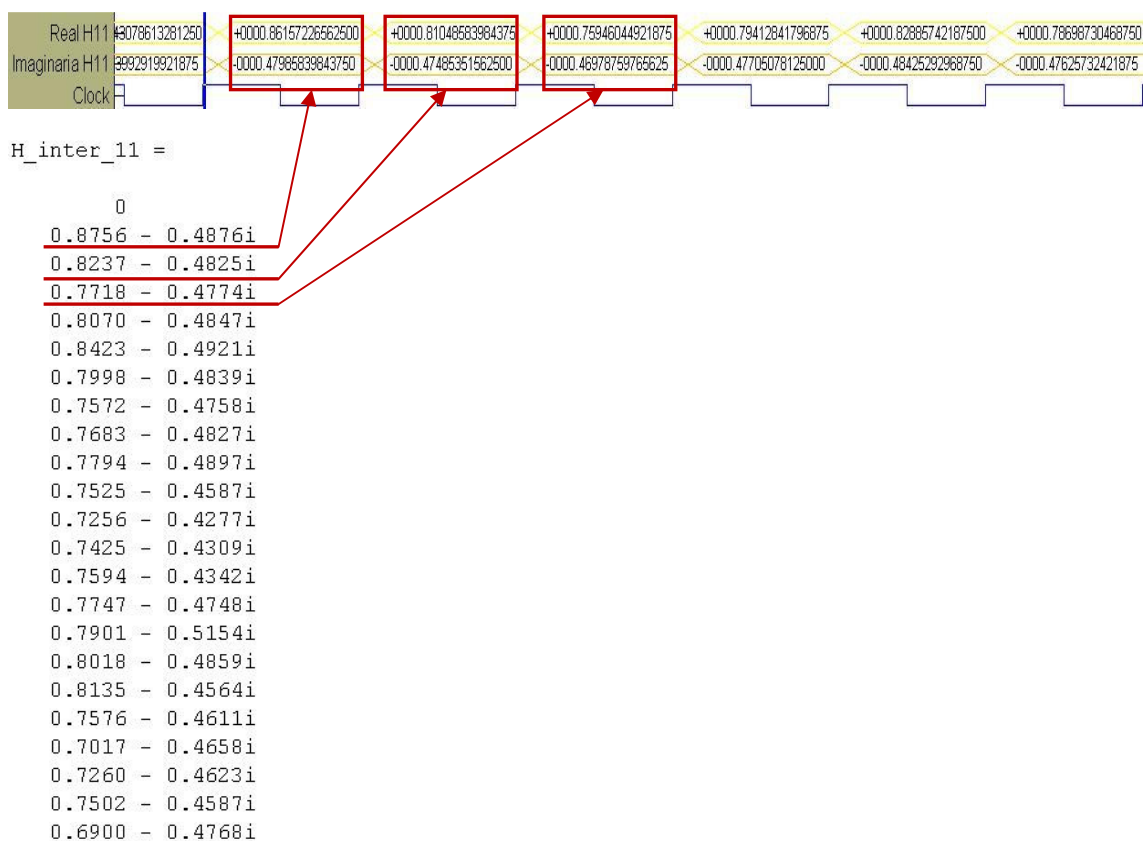 Real H11 43078613281250 +0000.86157226562500 +0000.81048583984375 +0000.75946044921875 +0000.79412841796875 +0000.82885742187500 +0000.78698730468750
Imaginaria H11 3992919921875 -0000.47985839843750 -0000.47485351562500 -0000.46978759765625 -0000.47705078125000 -0000.48425292968750 -0000.47625732421875
Clock
H_inter_11 =
0
0.8756 - 0.4876i
0.8237 - 0.4825i
0.7718 - 0.4774i
0.8070 - 0.4847i
0.8423 - 0.4921i
0.7998 - 0.4839i
0.7572 - 0.4758i
0.7683 - 0.4827i
0.7794 - 0.4897i
0.7525 - 0.4587i
0.7256 - 0.4277i
0.7425 - 0.4309i
0.7594 - 0.4342i
0.7747 - 0.4748i
0.7901 - 0.5154i
0.8018 - 0.4859i
0.8135 - 0.4564i
0.7576 - 0.4611i
0.7017 - 0.4658i
0.7260 - 0.4623i
0.7502 - 0.4587i
0.6900 - 0.4768i